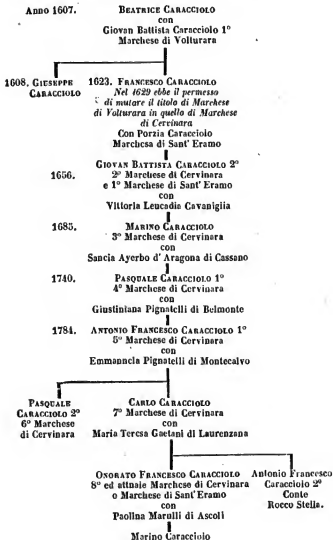 ANNO 1607. BEATRICE CARACCIOLO
con
Giovan Battista Caracciolo 1°
Marchese di Volturara
1608. GIUSEPPE CARACCIOLO
1623. FRANCESCO CARACCIOLO
Nel 1629 ebbe il permesso
di mutare il titolo di Marchese
di Volturara in quello di Marchese
di Cervinara
Con Porzia Caracciolo
Marchesa di Sant' Eramo
GIOVAN BATTISTA CARACCIOLO 2°
1656. 2° Marchese di Cervinara
e 1° Marchese di Sant' Eramo
con
Vittoria Leucadia Cavaniglia
1685. MARINO CARACCIOLO
3° Marchese di Cervinara
con
Sancia Ayerbo d' Aragona di Cassano
1740. PASQUALE CARACCIOLO 1°
4° Marchese di Cervinara
con
Giustiniana Pignatelli di Belmonte
1784. ANTONIO FRANCESCO CARACCIOLO 1°
5° Marchese di Cervinara
con
Emmanuela Pignatelli di Montecalvo
PASQUALE
CARACCIOLO 2°
6° Marchese
di Cervinara
CARLO CARACCIOLO
7° Marchese di Cervinara
con
Maria Teresa Gaetani di Laurenzana
ONORATO FRANCESCO CARACCIOLO
8° ed attuale Marchese di Cervinara
o Marchese di Sant' Eramo
con
Paolina Marulli di Ascoli
Antonio Francesco
Caracciolo 2°
Conte
Rocco Stella.
Marino Caracciolo